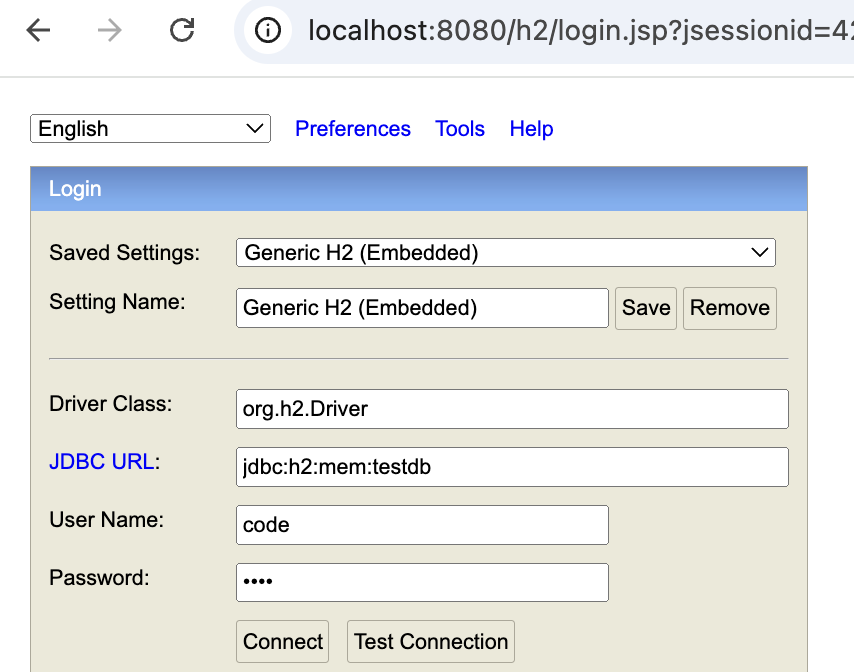 localhost:8080/h2/login.jsp?jsessionid=42
English Preferences Tools Help
Login
Saved Settings: Generic H2 (Embedded)
Setting Name: Generic H2 (Embedded) Save Remove
Driver Class: org.h2.Driver
JDBC URL: jdbc:h2:mem:testdb
User Name: code
Password: ••••
Connect Test Connection